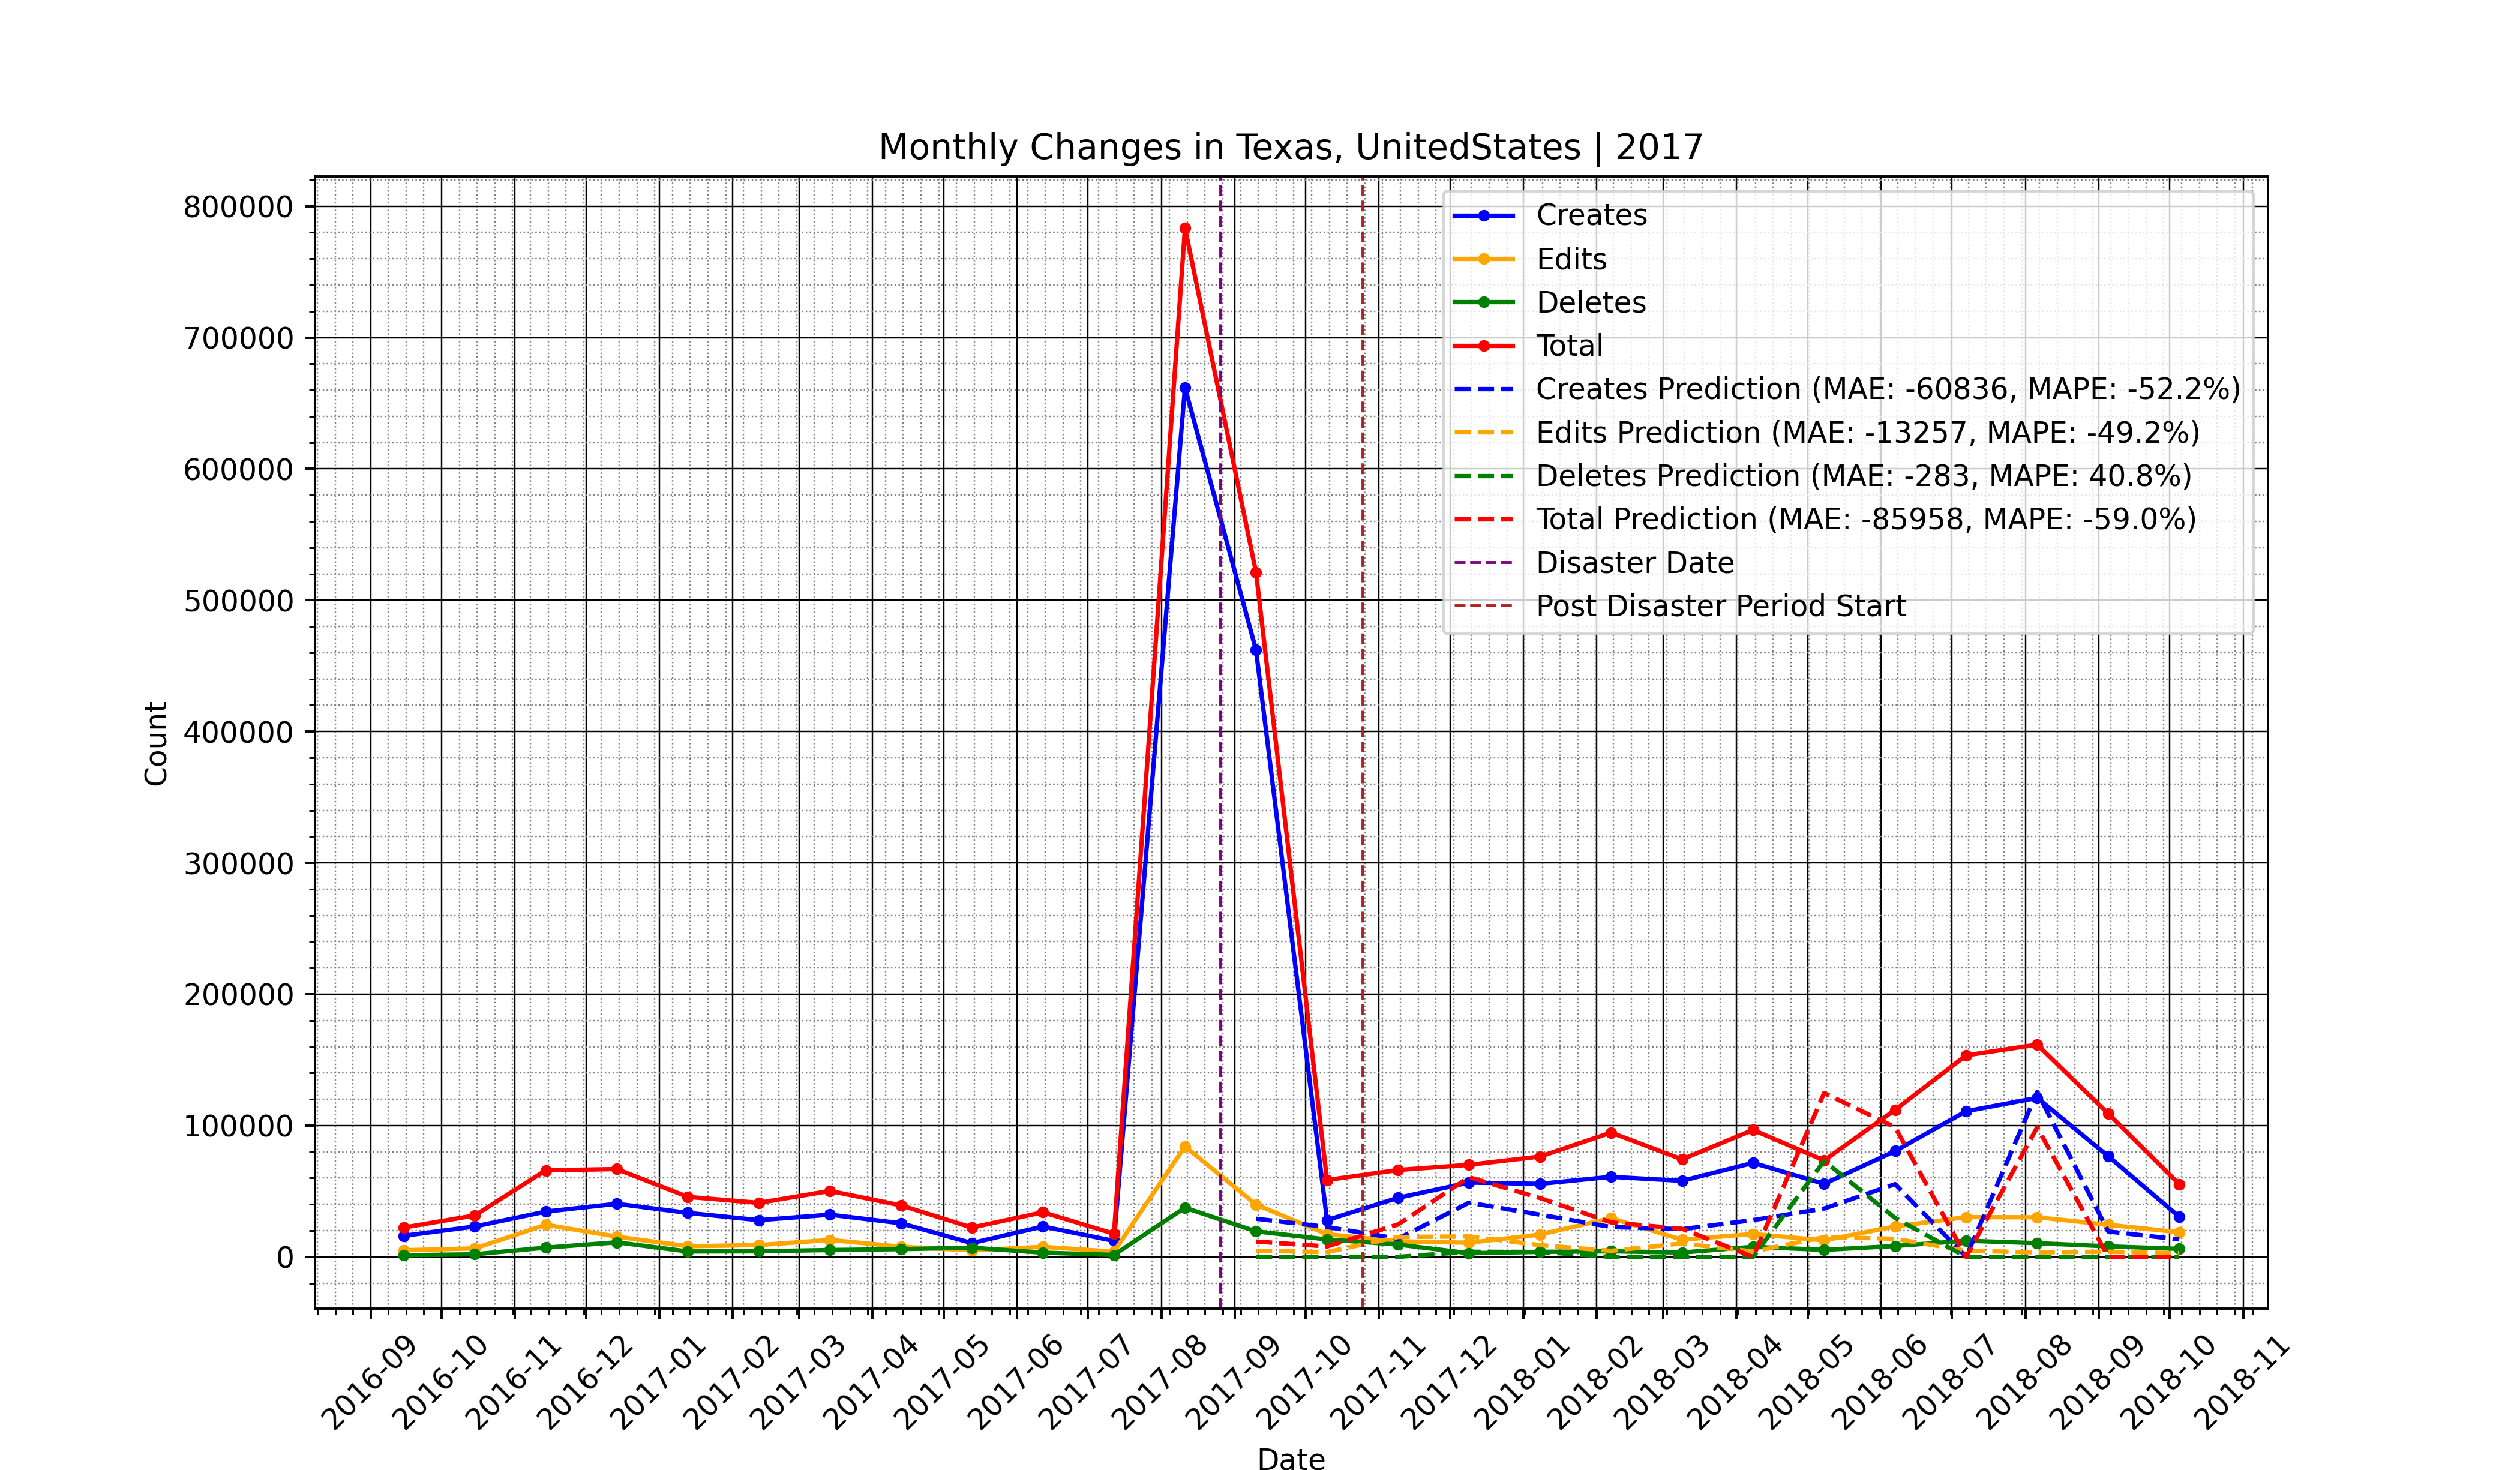 Monthly Changes in Texas, UnitedStates | 2017
800000
700000
600000
500000
400000
300000
200000
100000
0
Count
Creates
Edits
Deletes
Total
Creates Prediction (MAE: -60836, MAPE: -52.2%)
Edits Prediction (MAE: -13257, MAPE: -49.2%)
Deletes Prediction (MAE: -283, MAPE: 40.8%)
Total Prediction (MAE: -85958, MAPE: -59.0%)
Disaster Date
Post Disaster Period Start
2016-09
2016-10
2016-11
2016-12
2017-01
2017-02
2017-03
2017-04
2017-05
2017-06
2017-07
2017-08
2017-09
2017-10
2017-11
2017-12
2018-01
2018-02
2018-03
2018-04
2018-05
2018-06
2018-07
2018-08
2018-09
2018-10
2018-11
Date